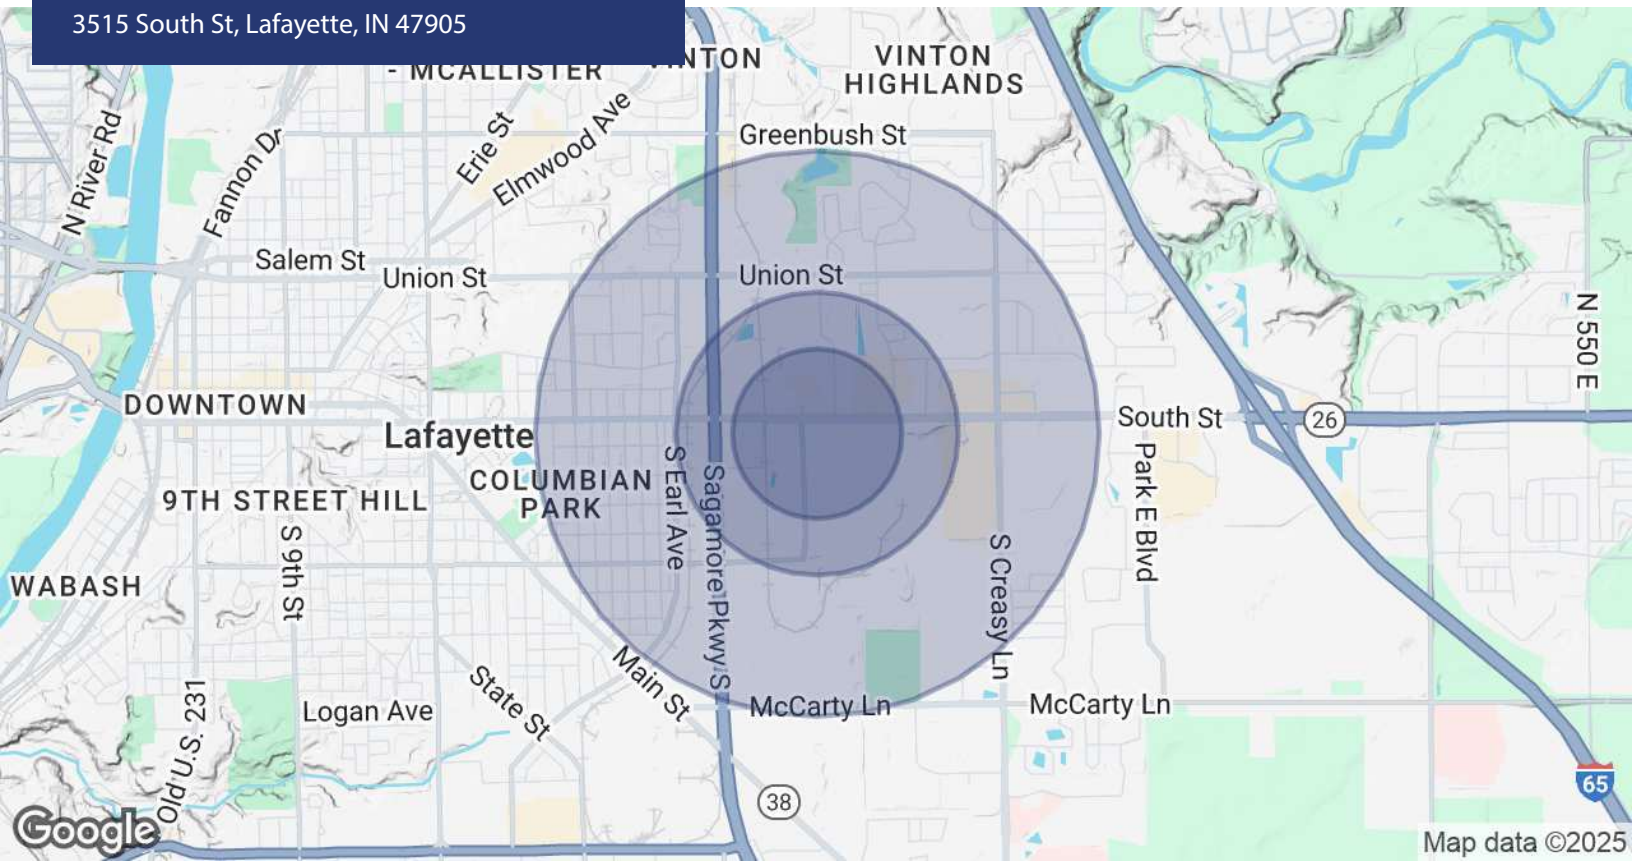 3515 South St, Lafayette, IN 47905
- MCALLISTER
VINTON
VINTON
HIGHLANDS
N River Rd
Fannon Dr
Erie St
Elmwood Ave
Greenbush St
Salem St
Union St
Union St
N 550 E
DOWNTOWN
Lafayette
South St
26
COLUMBIAN
PARK
9TH STREET HILL
S Earl Ave
Sagamore Pkwy S
Park E Blvd
S 9th St
S Creasy Ln
WABASH
Main St
State St
Logan Ave
McCarty Ln
McCarty Ln
Old U.S. 231
38
65
Google
Map data ©2025